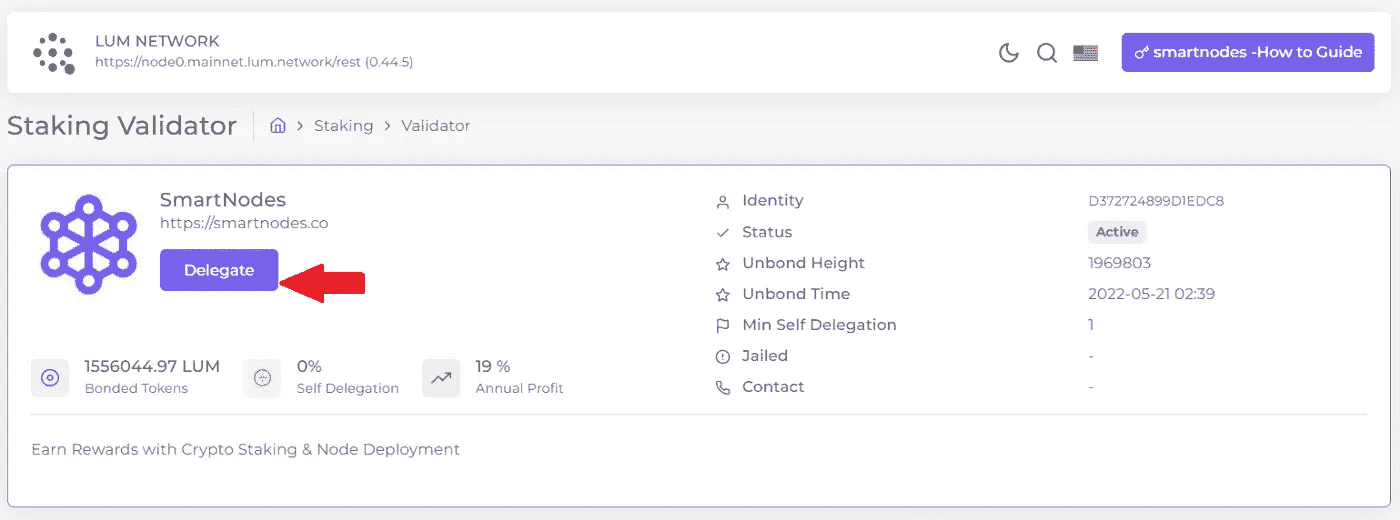 LUM NETWORK
https://node0.mainnet.lum.network/rest (0.44.5)
smartnodes -How to Guide
Staking Validator
Staking > Validator
SmartNodes
https://smartnodes.co
Delegate
1556044.97 LUM
Bonded Tokens
0%
Self Delegation
19 %
Annual Profit
Identity D372724899D1EDC8
Status Active
Unbond Height 1969803
Unbond Time 2022-05-21 02:39
Min Self Delegation 1
Jailed -
Contact -
Earn Rewards with Crypto Staking & Node Deployment